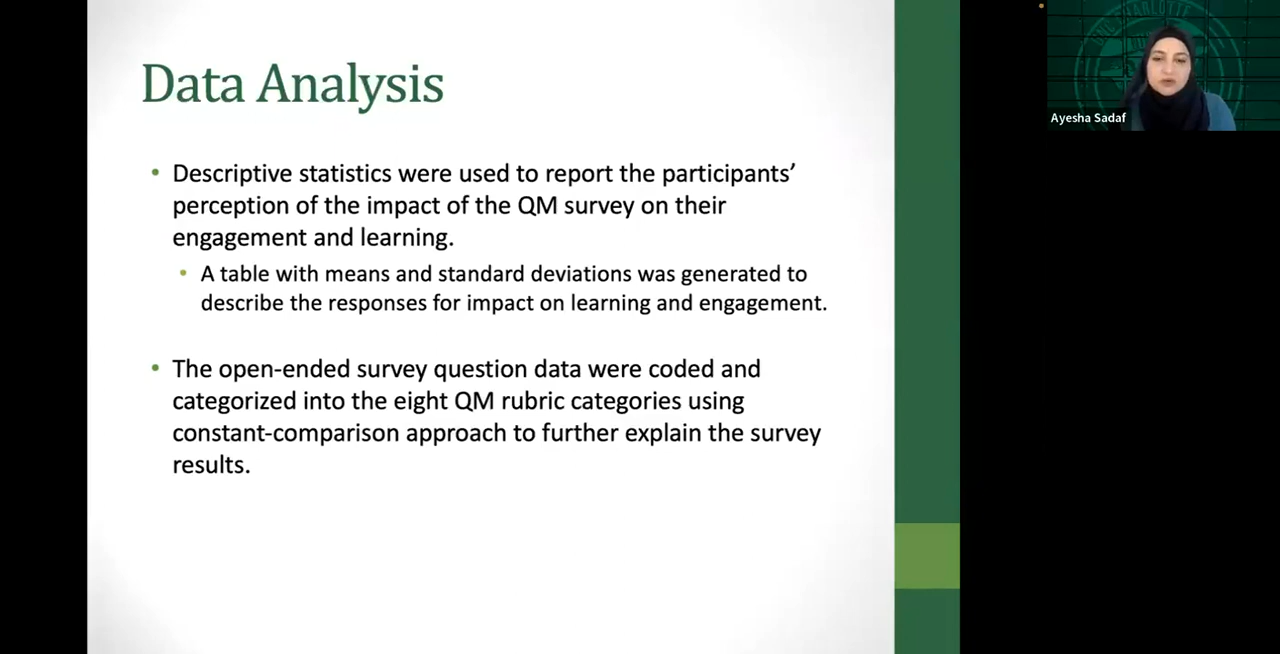 Data Analysis
• Descriptive statistics were used to report the participants’
perception of the impact of the QM survey on their
engagement and learning.
• A table with means and standard deviations was generated to
describe the responses for impact on learning and engagement.
• The open-ended survey question data were coded and
categorized into the eight QM rubric categories using
constant-comparison approach to further explain the survey
results.
CHARLOTTE
Ayesha Sadaf